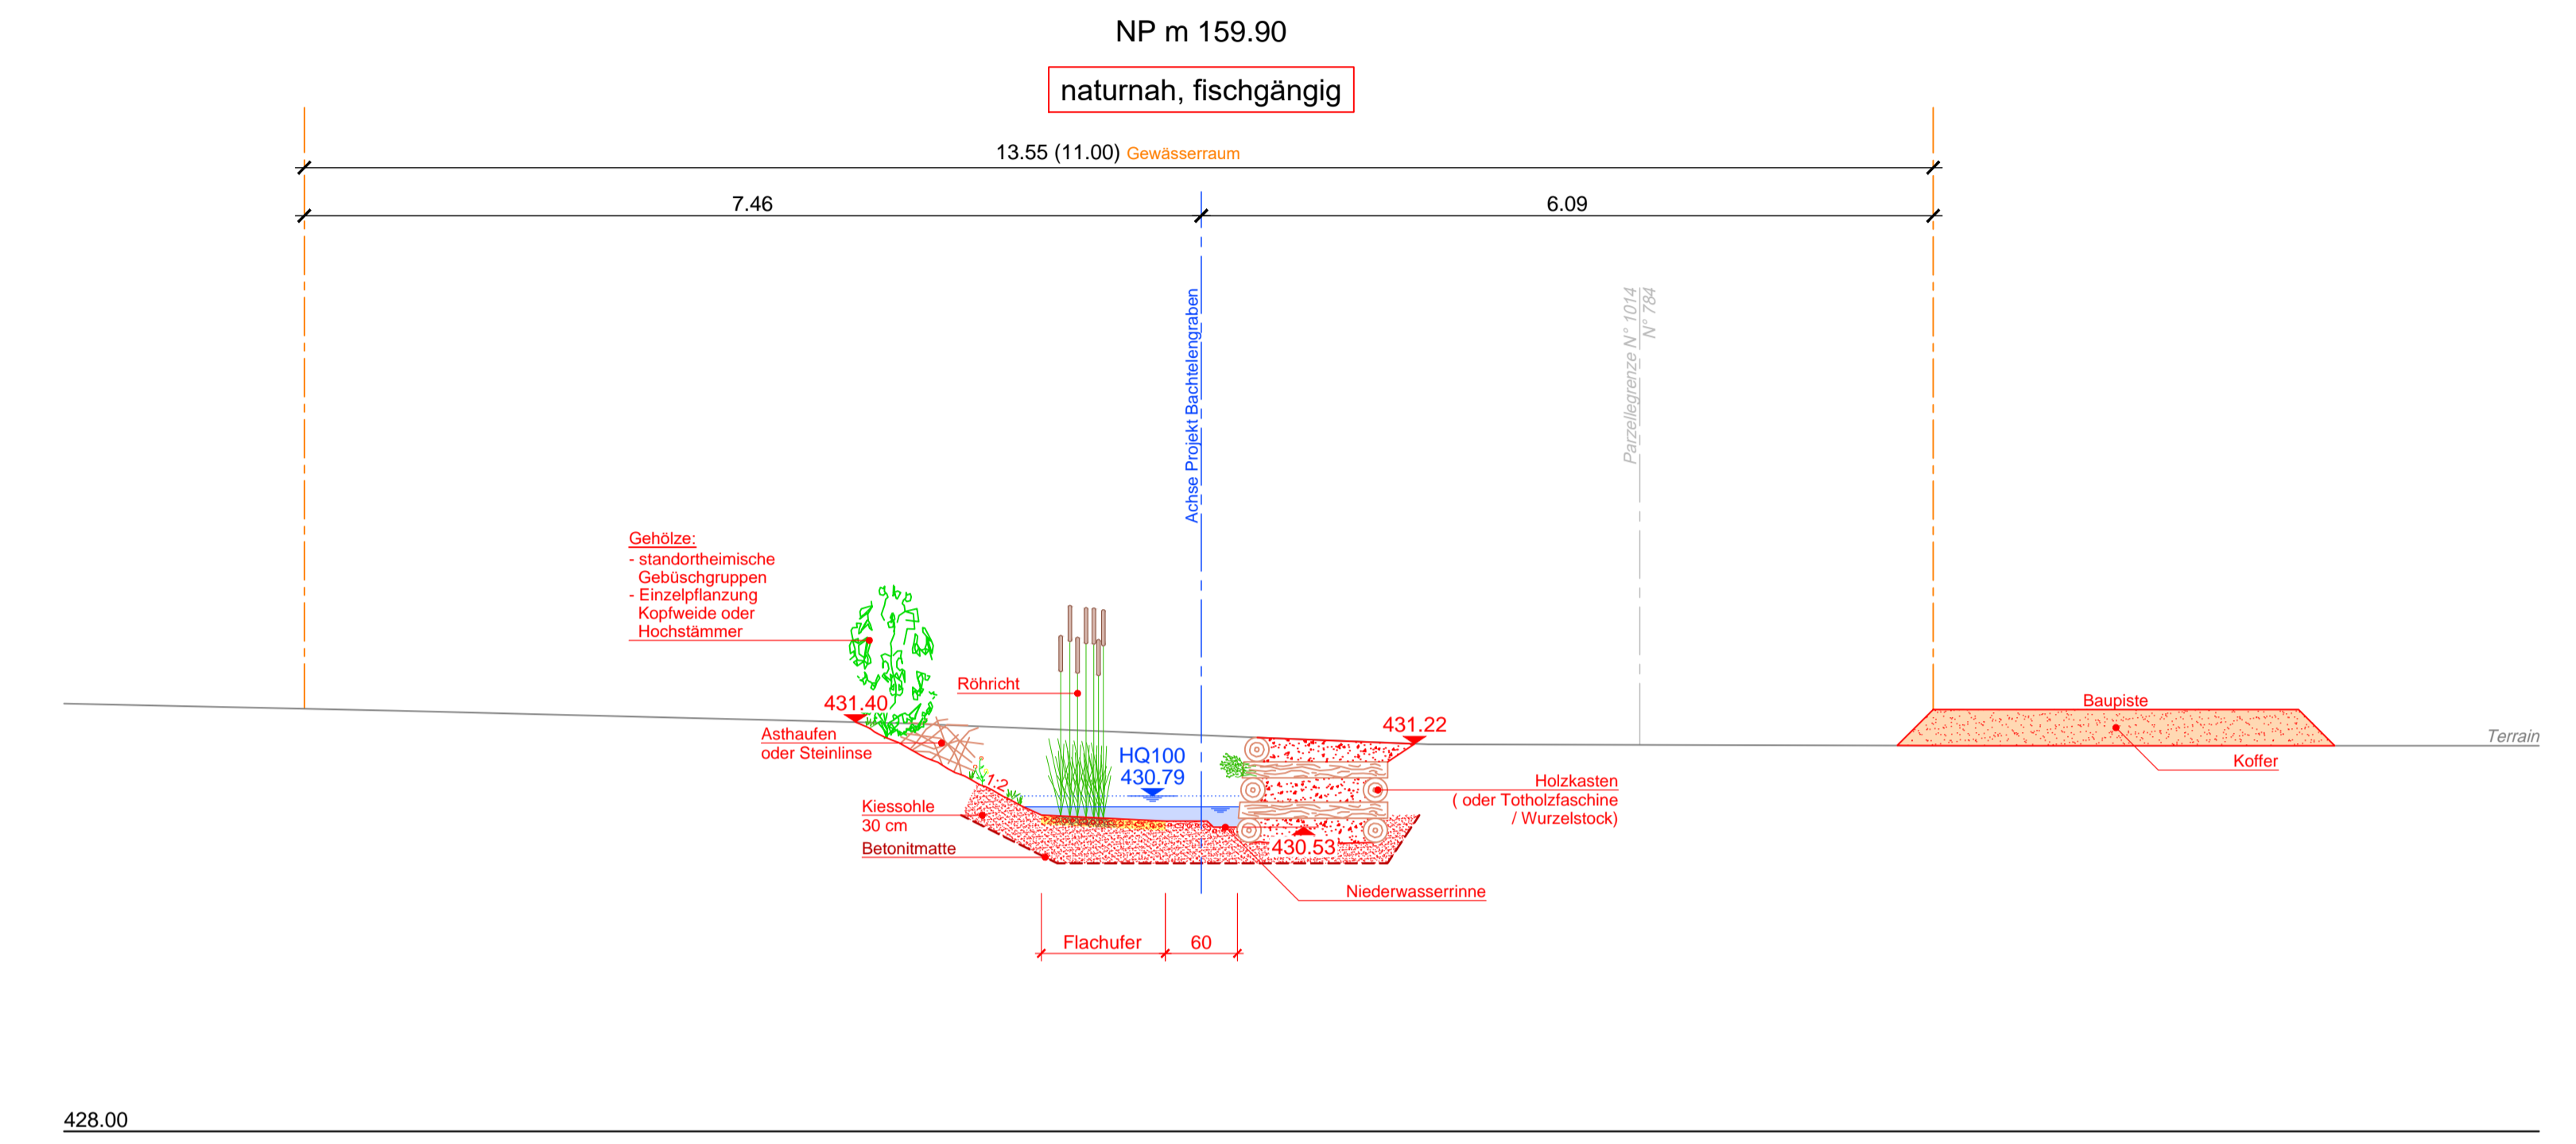 NP m 159.90
naturnah, fischgängig
13.55 (11.00) Gewässerraum
7.46
6.09
Achse Projekt Bachtelengraben
Parzellegrenze N° 1014
N° 784
Gehölze:
- standortheimische
Gebüschgruppen
- Einzelpflanzung
Kopfweide oder
Hochstämmer
Röhricht
431.40
Asthaufen
oder Steinlinse
1:2
HQ100
430.79
431.22
Baupiste
Terrain
Koffer
Holzkasten
( oder Totholzfaschine
/ Wurzelstock)
Kiessohle
30 cm
Betonitmatte
430.53
Niederwasserrinne
Flachufer
60
428.00